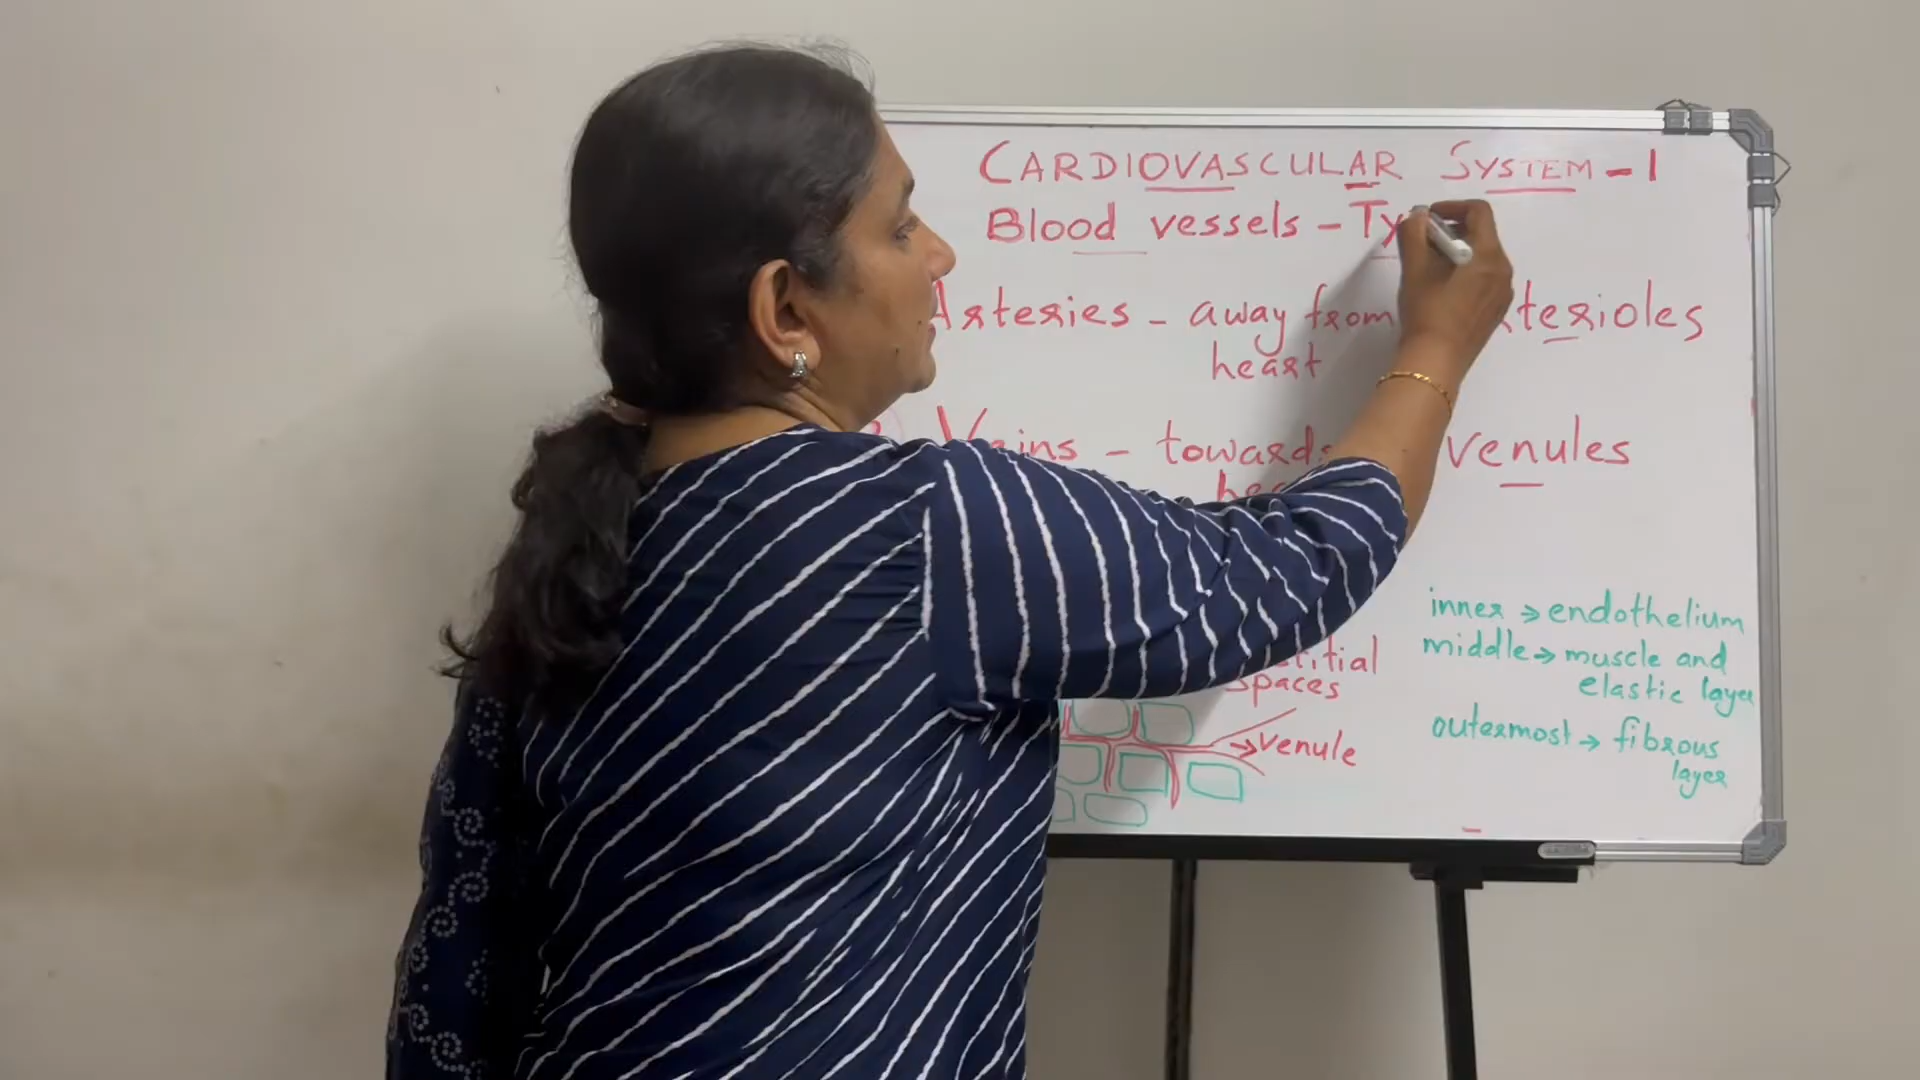 CARDIOVASCULAR SYSTEM - 1
Blood vessels - Ty
Arteries - away from
heart
terioles
Veins - towards
venules
inner → endothelium
middle → muscle and
elastic layer
spaces
outermost → fibrous
layer
→ venule